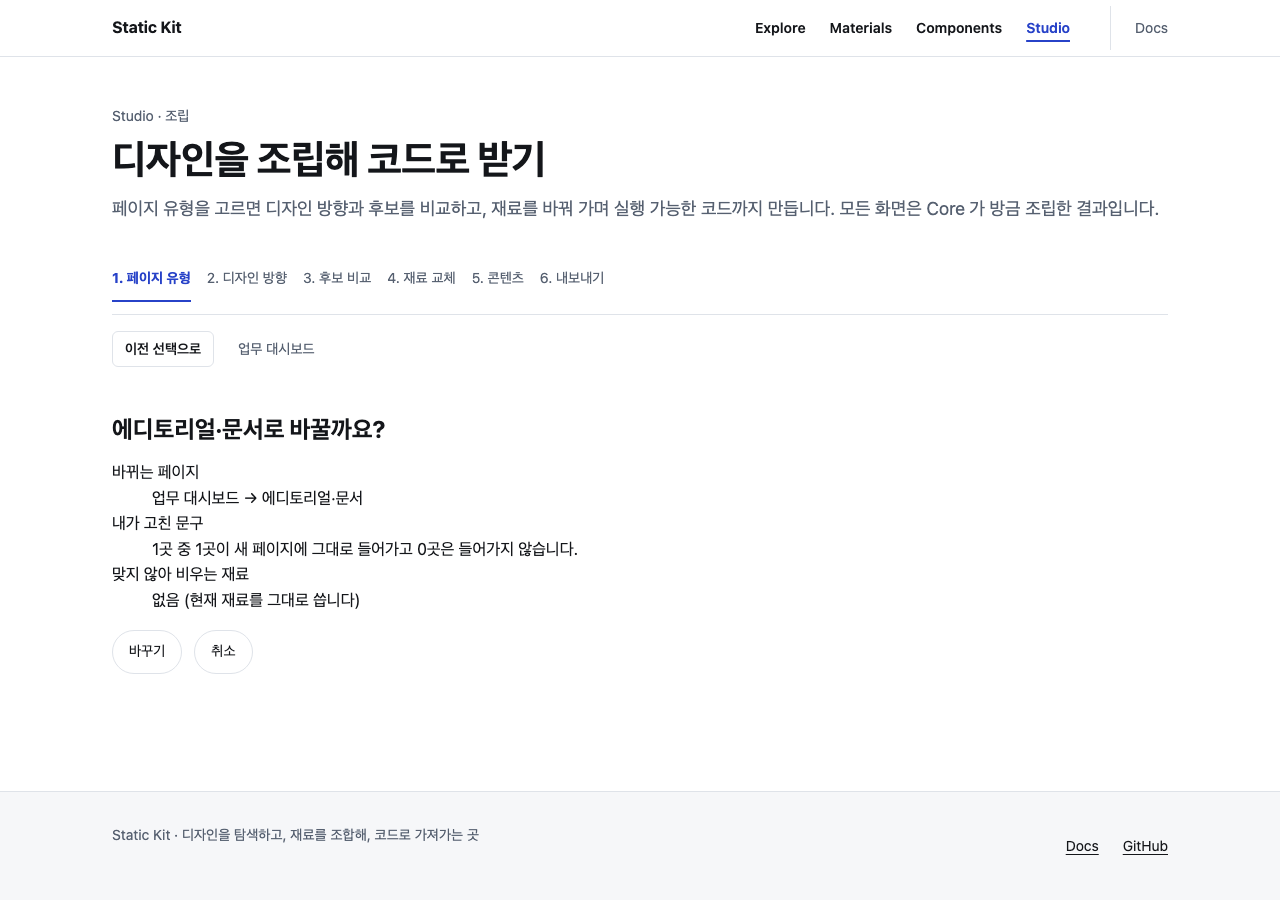 Static Kit
Explore Materials Components Studio Docs
Studio · 조립
디자인을 조립해 코드로 받기
페이지 유형을 고르면 디자인 방향과 후보를 비교하고, 재료를 바꿔 가며 실행 가능한 코드까지 만듭니다. 모든 화면은 Core 가 방금 조립한 결과입니다.
1. 페이지 유형 2. 디자인 방향 3. 후보 비교 4. 재료 교체 5. 콘텐츠 6. 내보내기
이전 선택으로 업무 대시보드
에디토리얼·문서로 바꿀까요?
바뀌는 페이지
업무 대시보드 → 에디토리얼·문서
내가 고친 문구
1곳 중 1곳이 새 페이지에 그대로 들어가고 0곳은 들어가지 않습니다.
맞지 않아 비우는 재료
없음 (현재 재료를 그대로 씁니다)
바꾸기 취소
Static Kit · 디자인을 탐색하고, 재료를 조합해, 코드로 가져가는 곳
Docs GitHub